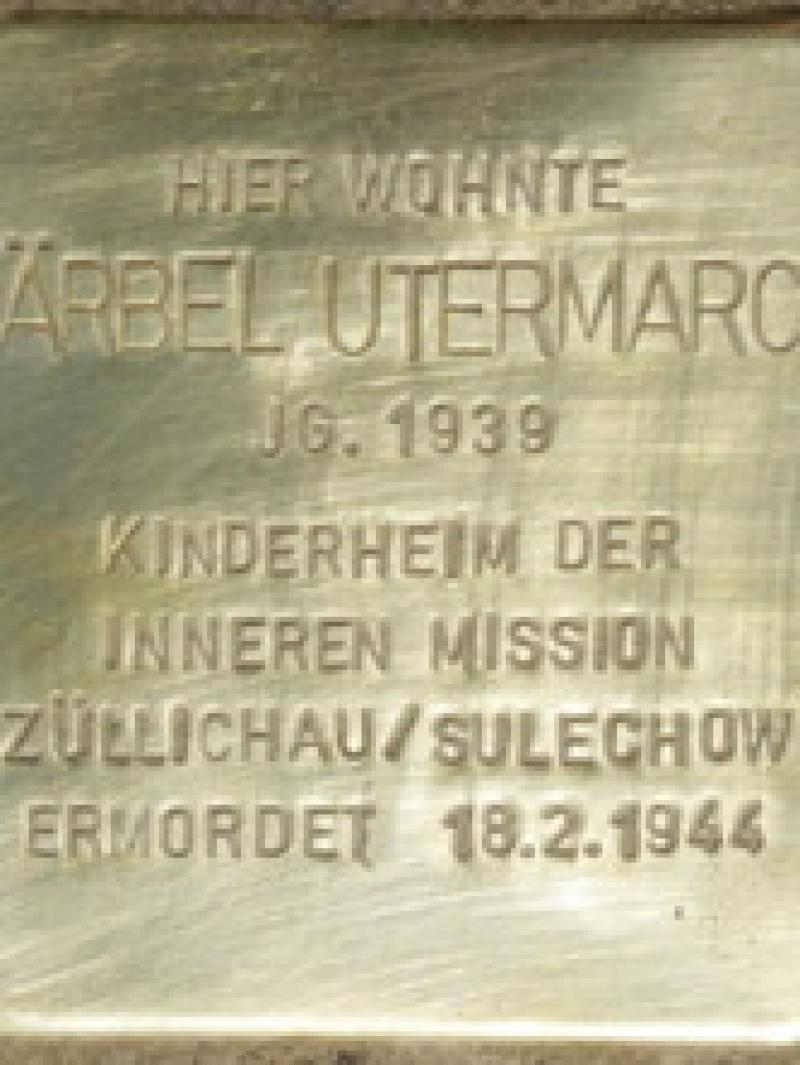 HIER WOHNTE
ÄRBEL UTERMARC
JG. 1939
KINDERHEIM DER
INNEREN MISSION
ZÜLLICHAU/SULECHOW
ERMORDET 18.2.1944